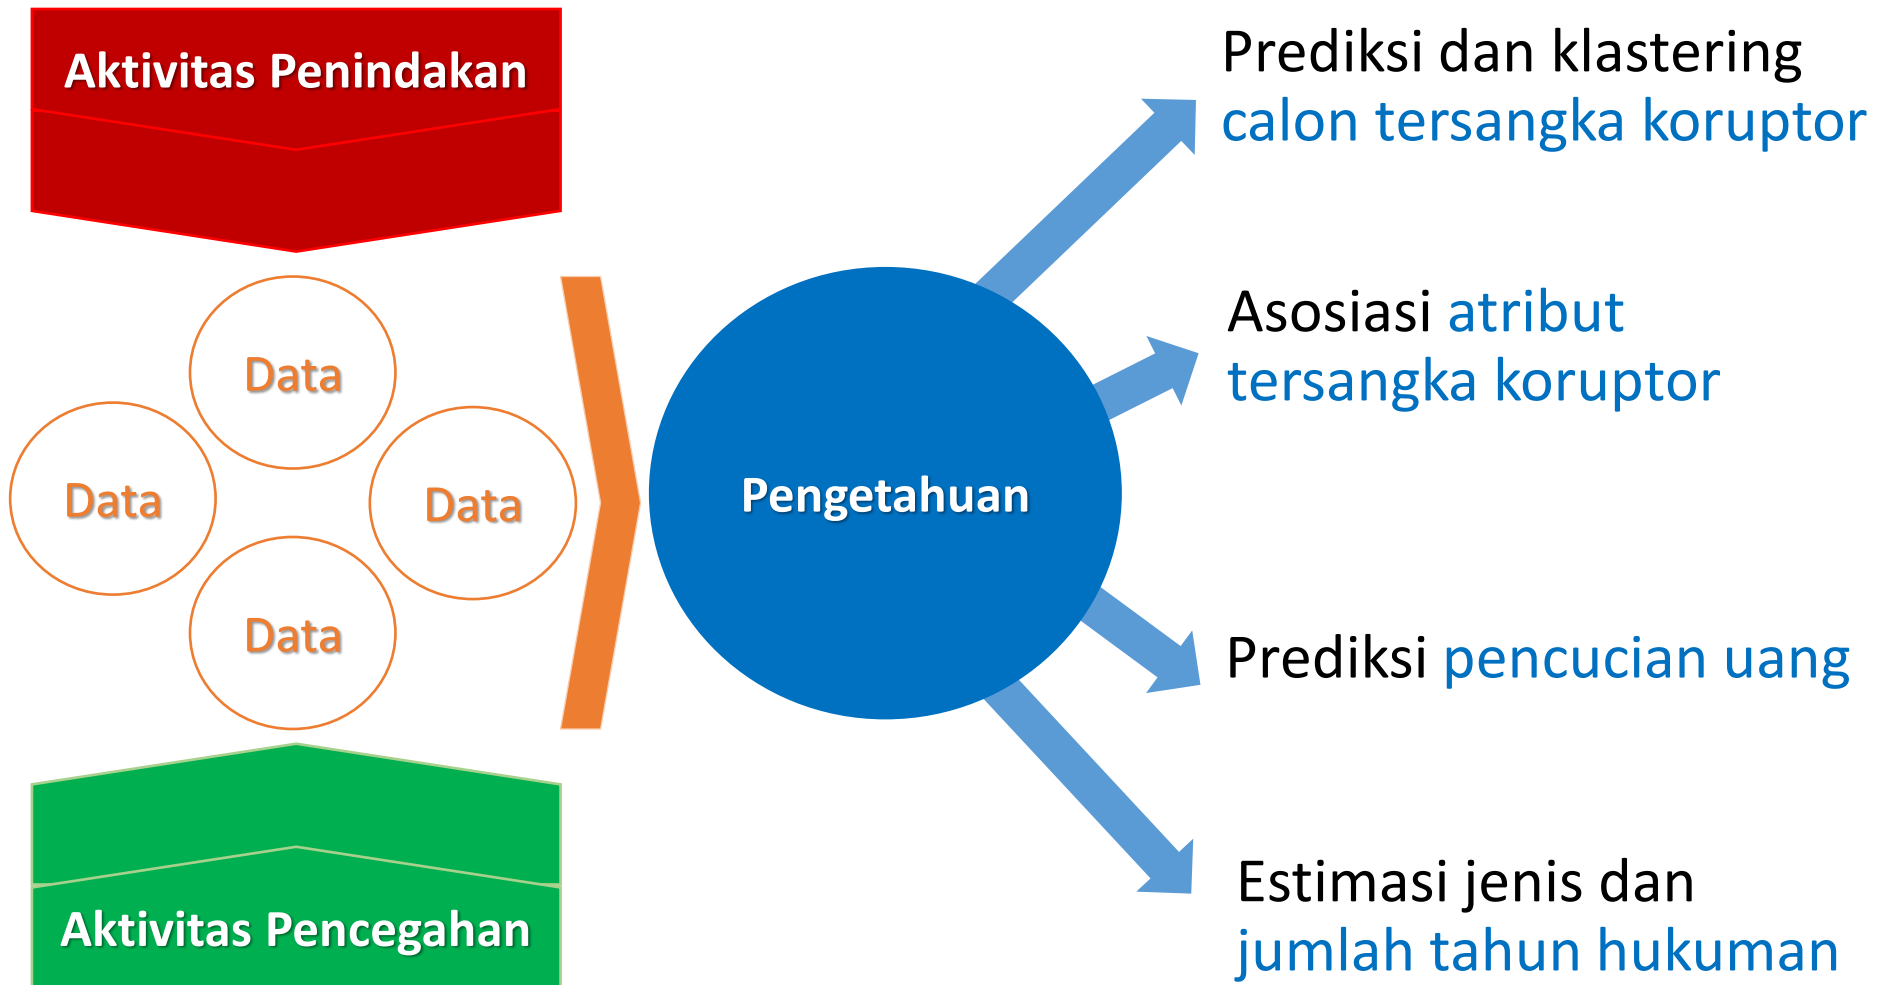 Aktivitas Penindakan
Data
Data
Data
Data
Aktivitas Pencegahan
Pengetahuan
Prediksi dan klastering
calon tersangka koruptor
Asosiasi atribut
tersangka koruptor
Prediksi pencucian uang
Estimasi jenis dan
jumlah tahun hukuman